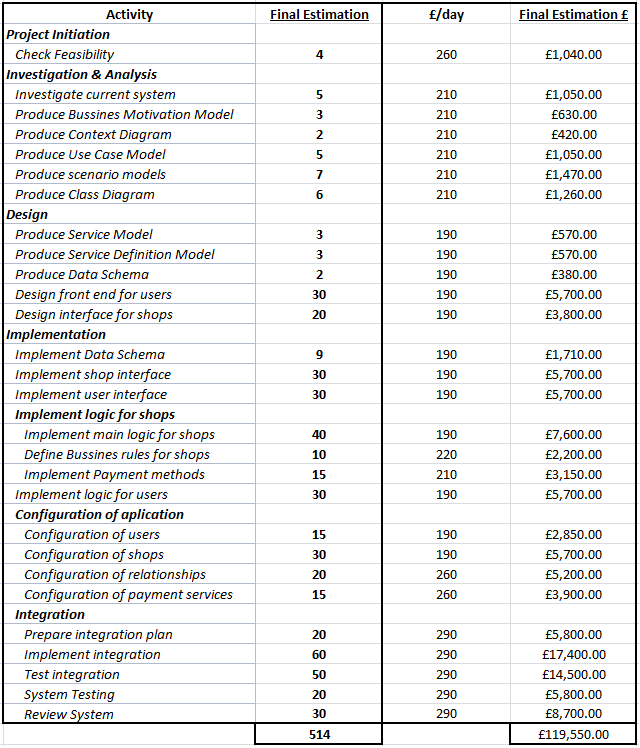 Activity Final Estimation £/day Final Estimation £
Project Initiation
Check Feasibility 4 260 £1,040.00
Investigation & Analysis
Investigate current system 5 210 £1,050.00
Produce Bussines Motivation Model 3 210 £630.00
Produce Context Diagram 2 210 £420.00
Produce Use Case Model 5 210 £1,050.00
Produce scenario models 7 210 £1,470.00
Produce Class Diagram 6 210 £1,260.00
Design
Produce Service Model 3 190 £570.00
Produce Service Definition Model 3 190 £570.00
Produce Data Schema 2 190 £380.00
Design front end for users 30 190 £5,700.00
Design interface for shops 20 190 £3,800.00
Implementation
Implement Data Schema 9 190 £1,710.00
Implement shop interface 30 190 £5,700.00
Implement user interface 30 190 £5,700.00
Implement logic for shops
Implement main logic for shops 40 190 £7,600.00
Define Bussines rules for shops 10 220 £2,200.00
Implement Payment methods 15 210 £3,150.00
Implement logic for users 30 190 £5,700.00
Configuration of aplication
Configuration of users 15 190 £2,850.00
Configuration of shops 30 190 £5,700.00
Configuration of relationships 20 260 £5,200.00
Configuration of payment services 15 260 £3,900.00
Integration
Prepare integration plan 20 290 £5,800.00
Implement integration 60 290 £17,400.00
Test integration 50 290 £14,500.00
System Testing 20 290 £5,800.00
Review System 30 290 £8,700.00
514 £119,550.00